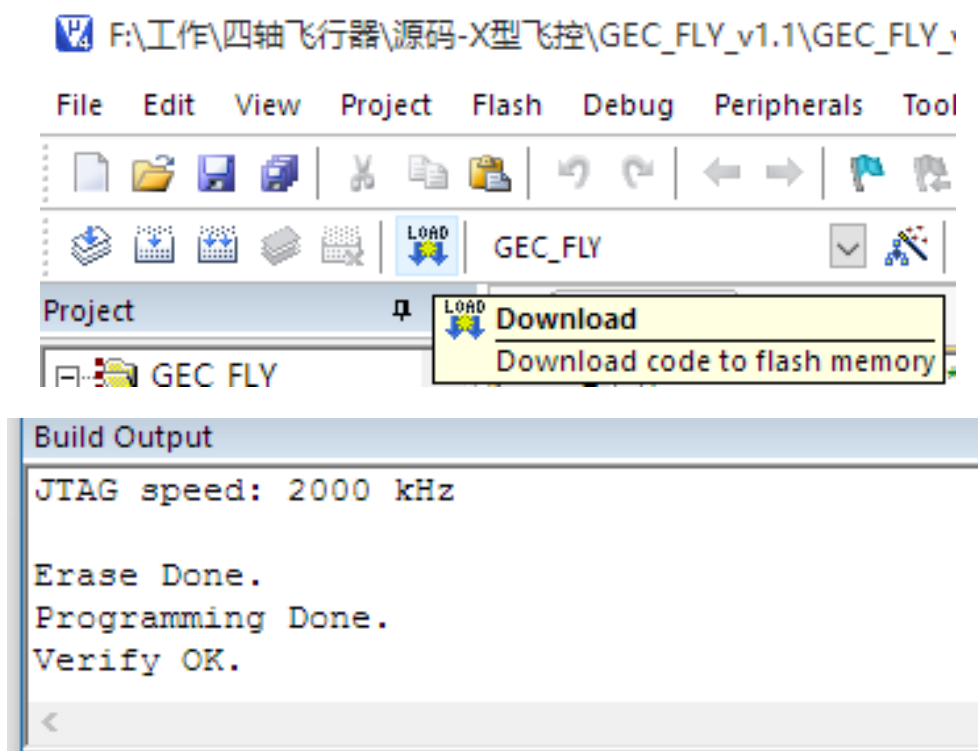 F:\工作\四轴飞行器\源码-X型飞控\GEC_FLY_v1.1\GEC_FLY_
File Edit View Project Flash Debug Peripherals Tool
LOAD
GEC_FLY
Project
LOAD
Download
Download code to flash memory
GEC_FLY
Build Output
JTAG speed: 2000 kHz
Erase Done.
Programming Done.
Verify OK.